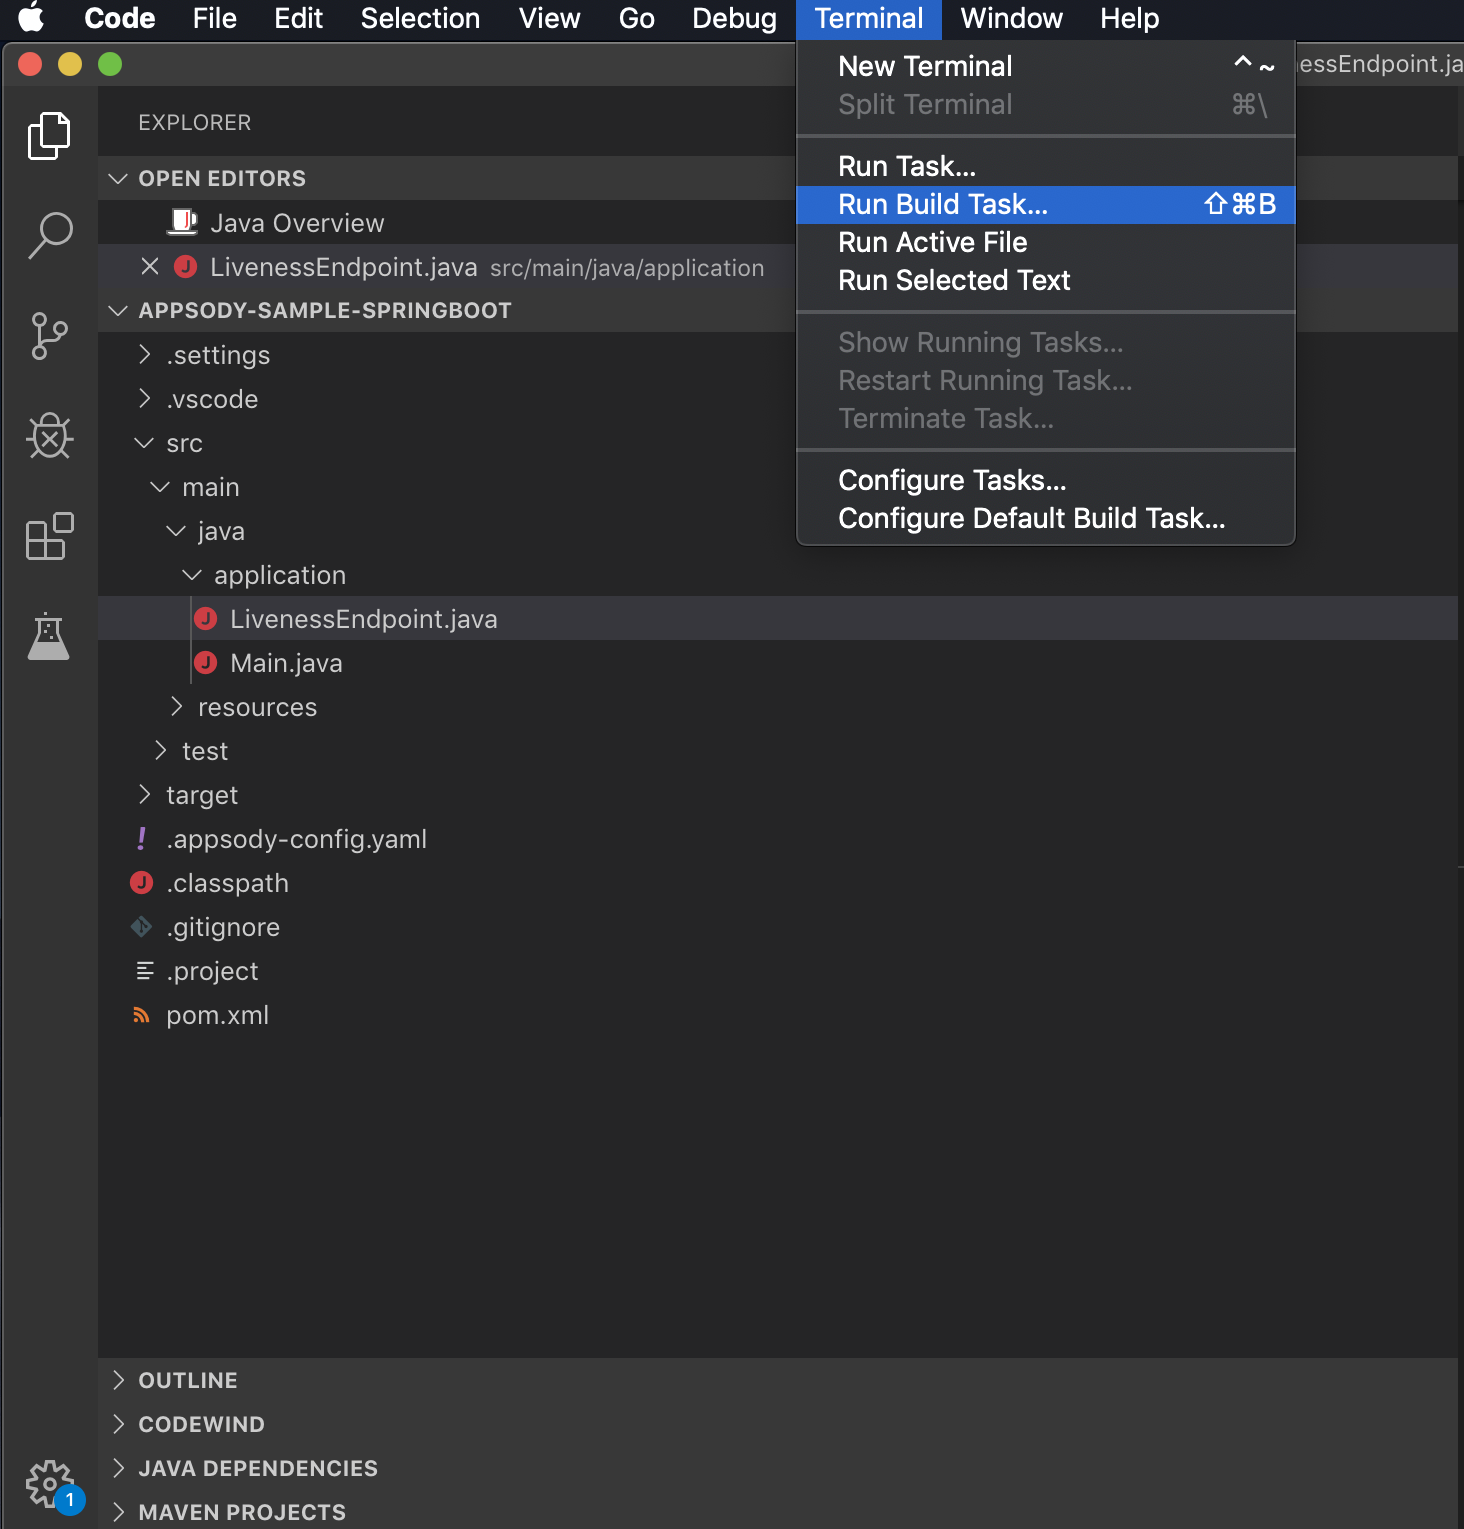 Code File Edit Selection View Go Debug Terminal Window Help
New Terminal ^ ~
Split Terminal ⌘\
Run Task...
Run Build Task... ⇧⌘B
Run Active File
Run Selected Text
Show Running Tasks...
Restart Running Task...
Terminate Task...
Configure Tasks...
Configure Default Build Task...
essEndpoint.ja
EXPLORER
OPEN EDITORS
Java Overview
LivenessEndpoint.java src/main/java/application
APPSODY-SAMPLE-SPRINGBOOT
.settings
.vscode
src
main
java
application
J LivenessEndpoint.java
J Main.java
resources
test
target
! .appsody-config.yaml
J .classpath
.gitignore
.project
pom.xml
OUTLINE
CODEWIND
JAVA DEPENDENCIES
MAVEN PROJECTS
1